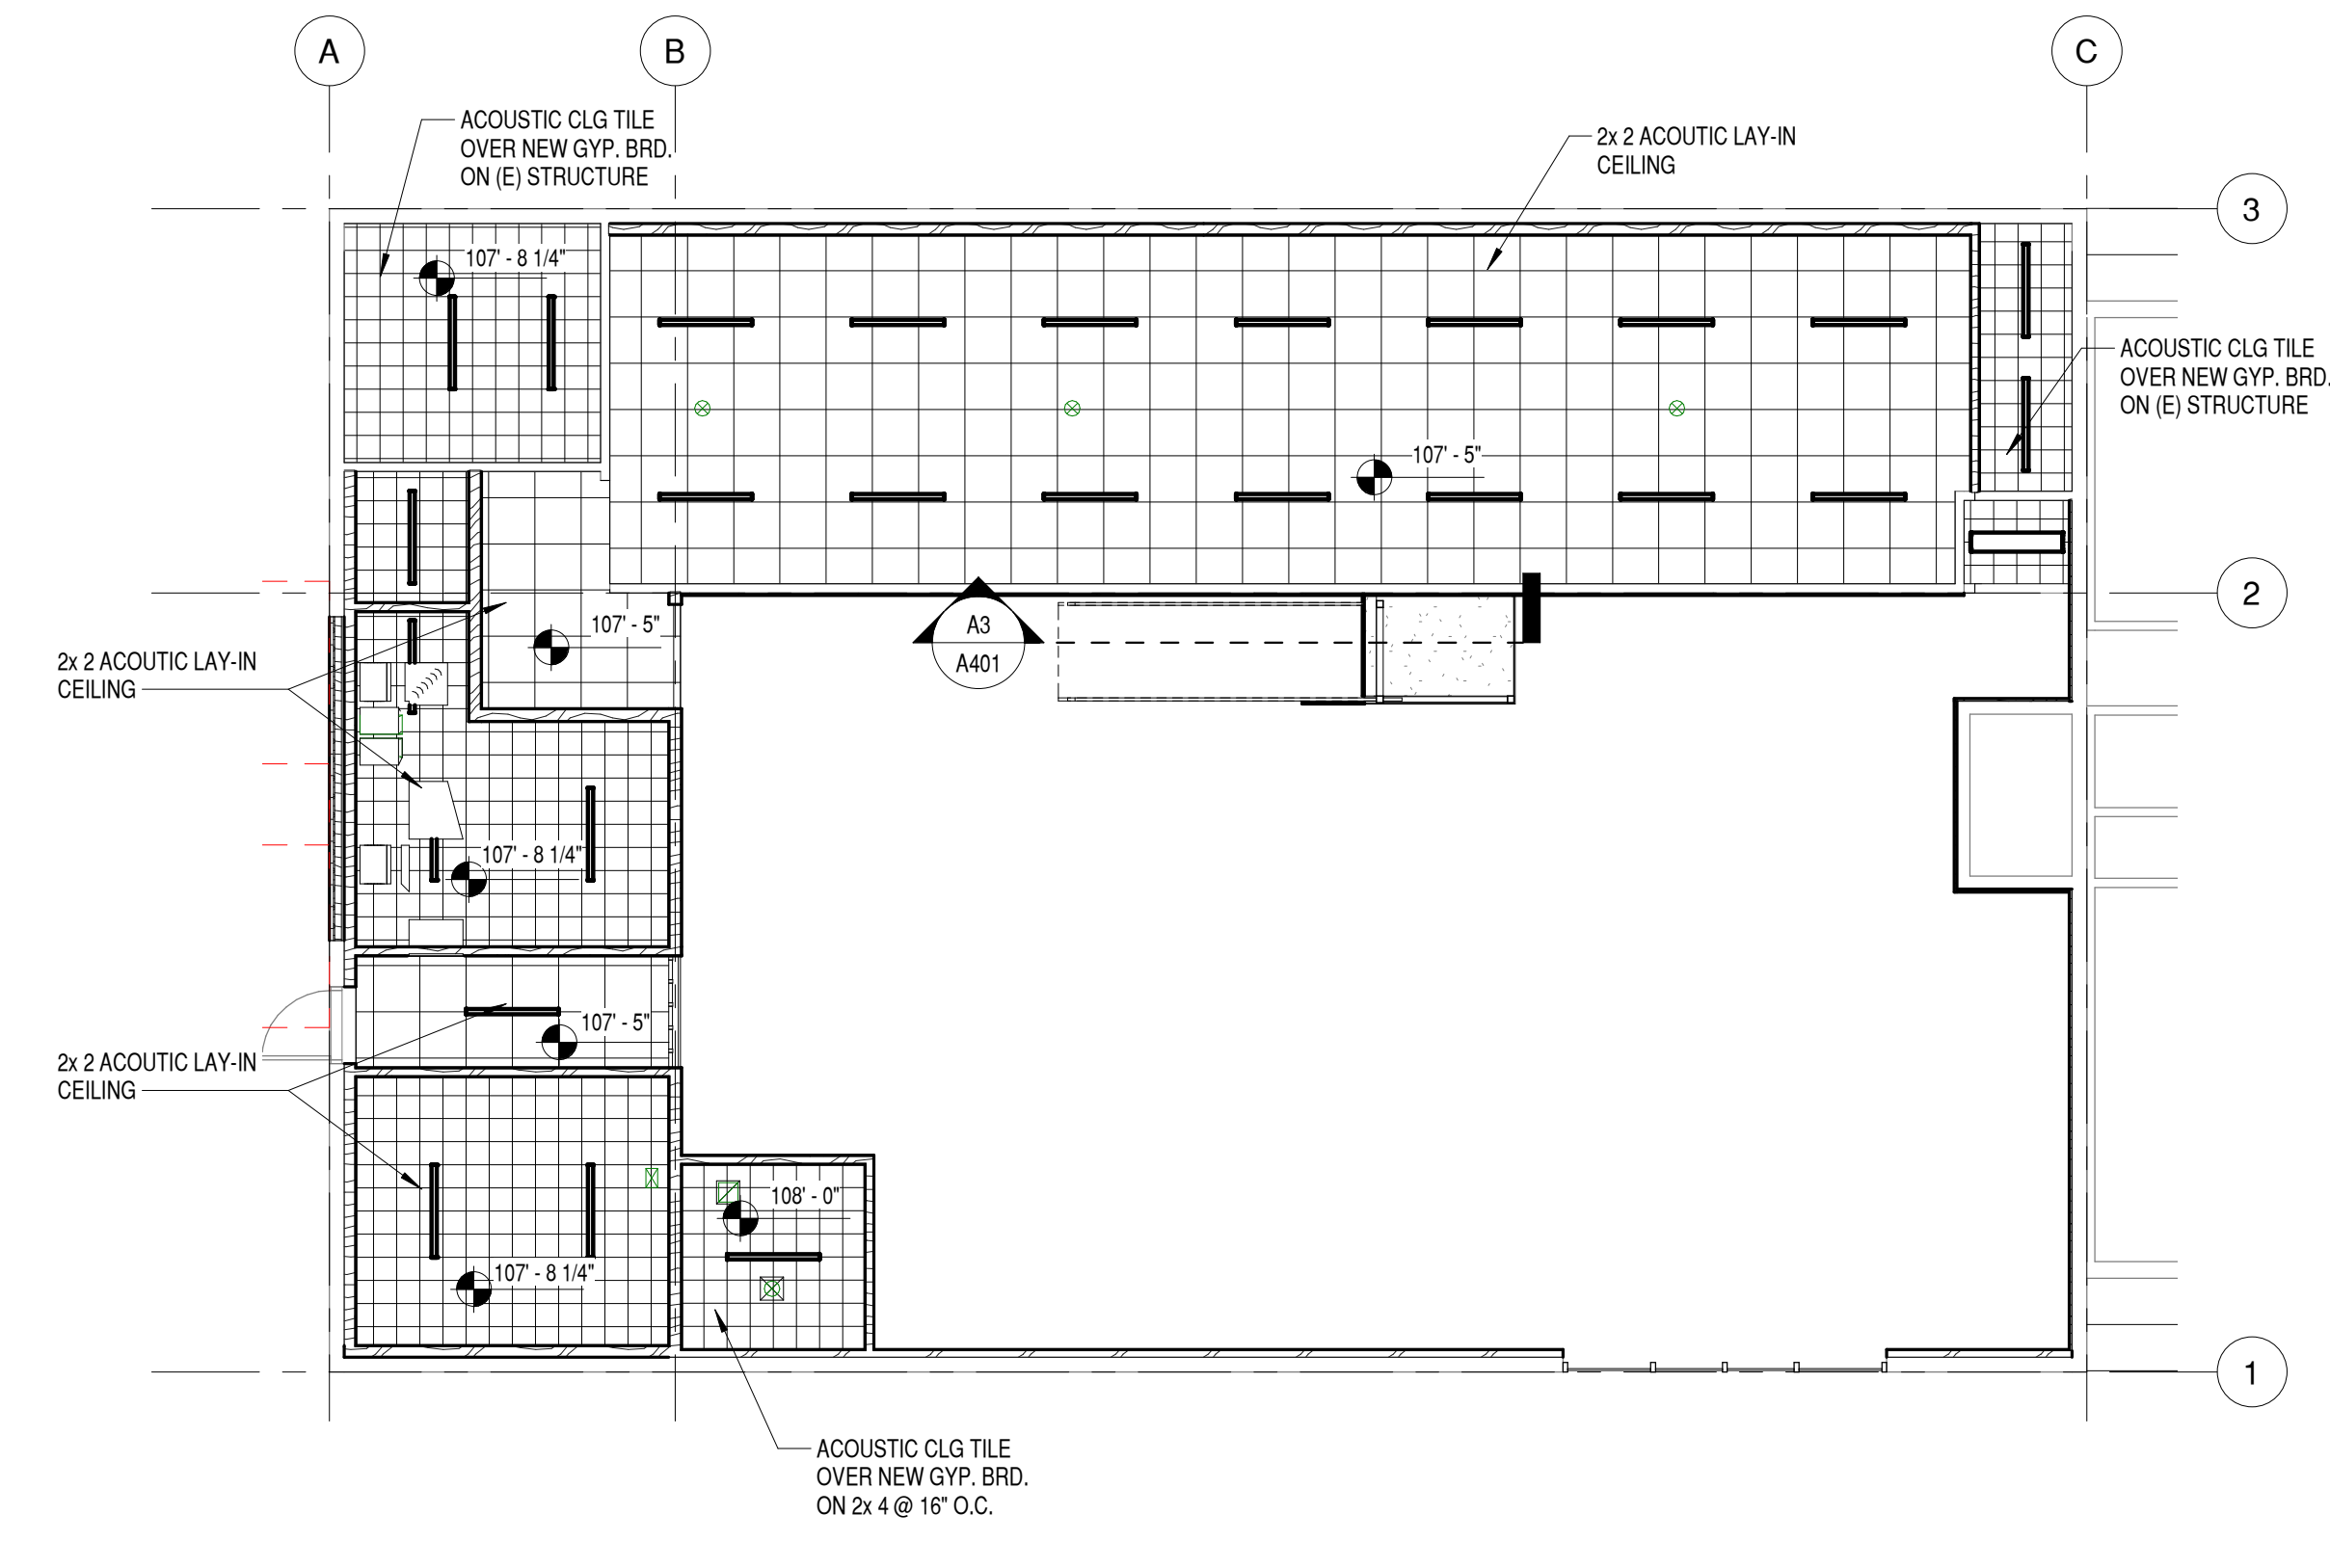 A
B
C
ACOUSTIC CLG TILE
OVER NEW GYP. BRD.
ON (E) STRUCTURE
2x 2 ACOUTIC LAY-IN
CEILING
3
107' - 8 1/4"
ACOUSTIC CLG TILE
OVER NEW GYP. BRD.
ON (E) STRUCTURE
107' - 5"
2
107' - 5"
A3
A401
2x 2 ACOUTIC LAY-IN
CEILING
107' - 8 1/4"
107' - 5"
2x 2 ACOUTIC LAY-IN
CEILING
108' - 0"
107' - 8 1/4"
1
ACOUSTIC CLG TILE
OVER NEW GYP. BRD.
ON 2x 4 @ 16" O.C.